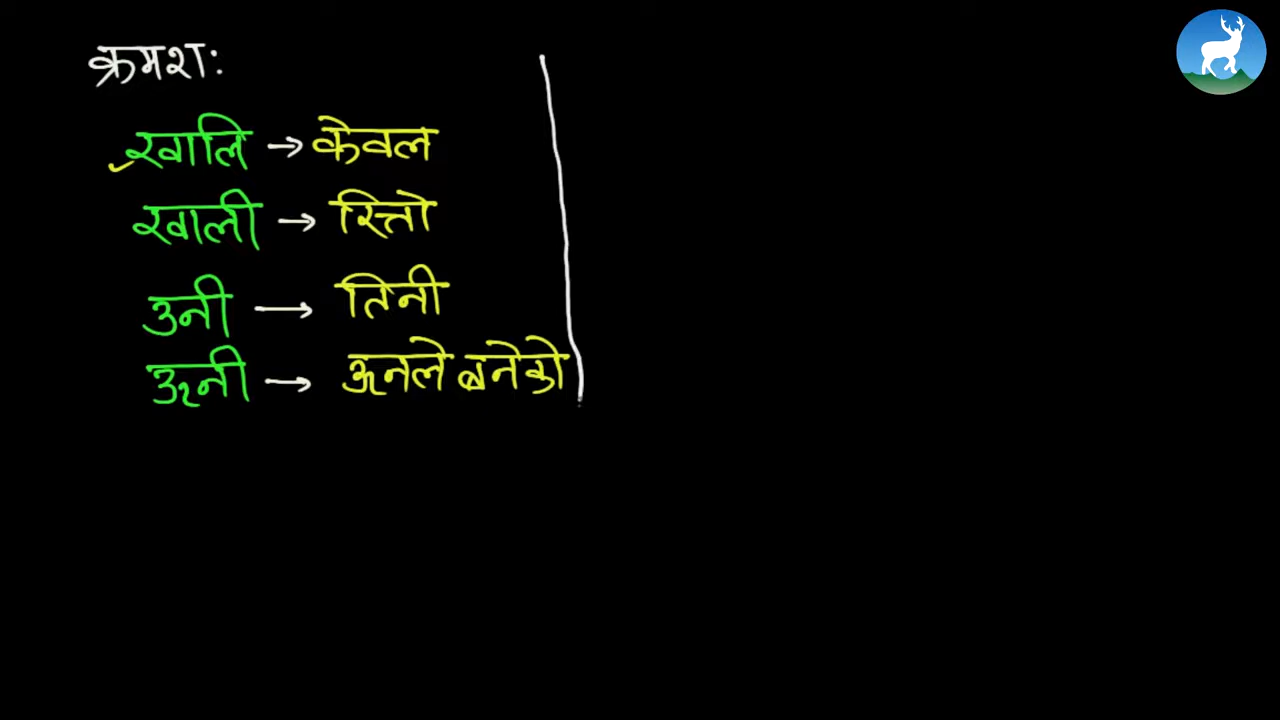 क्रमशः
खालि → केवल
खाली → रित्तो
उनी → तिनी
ऊनी → ऊनले बनेको